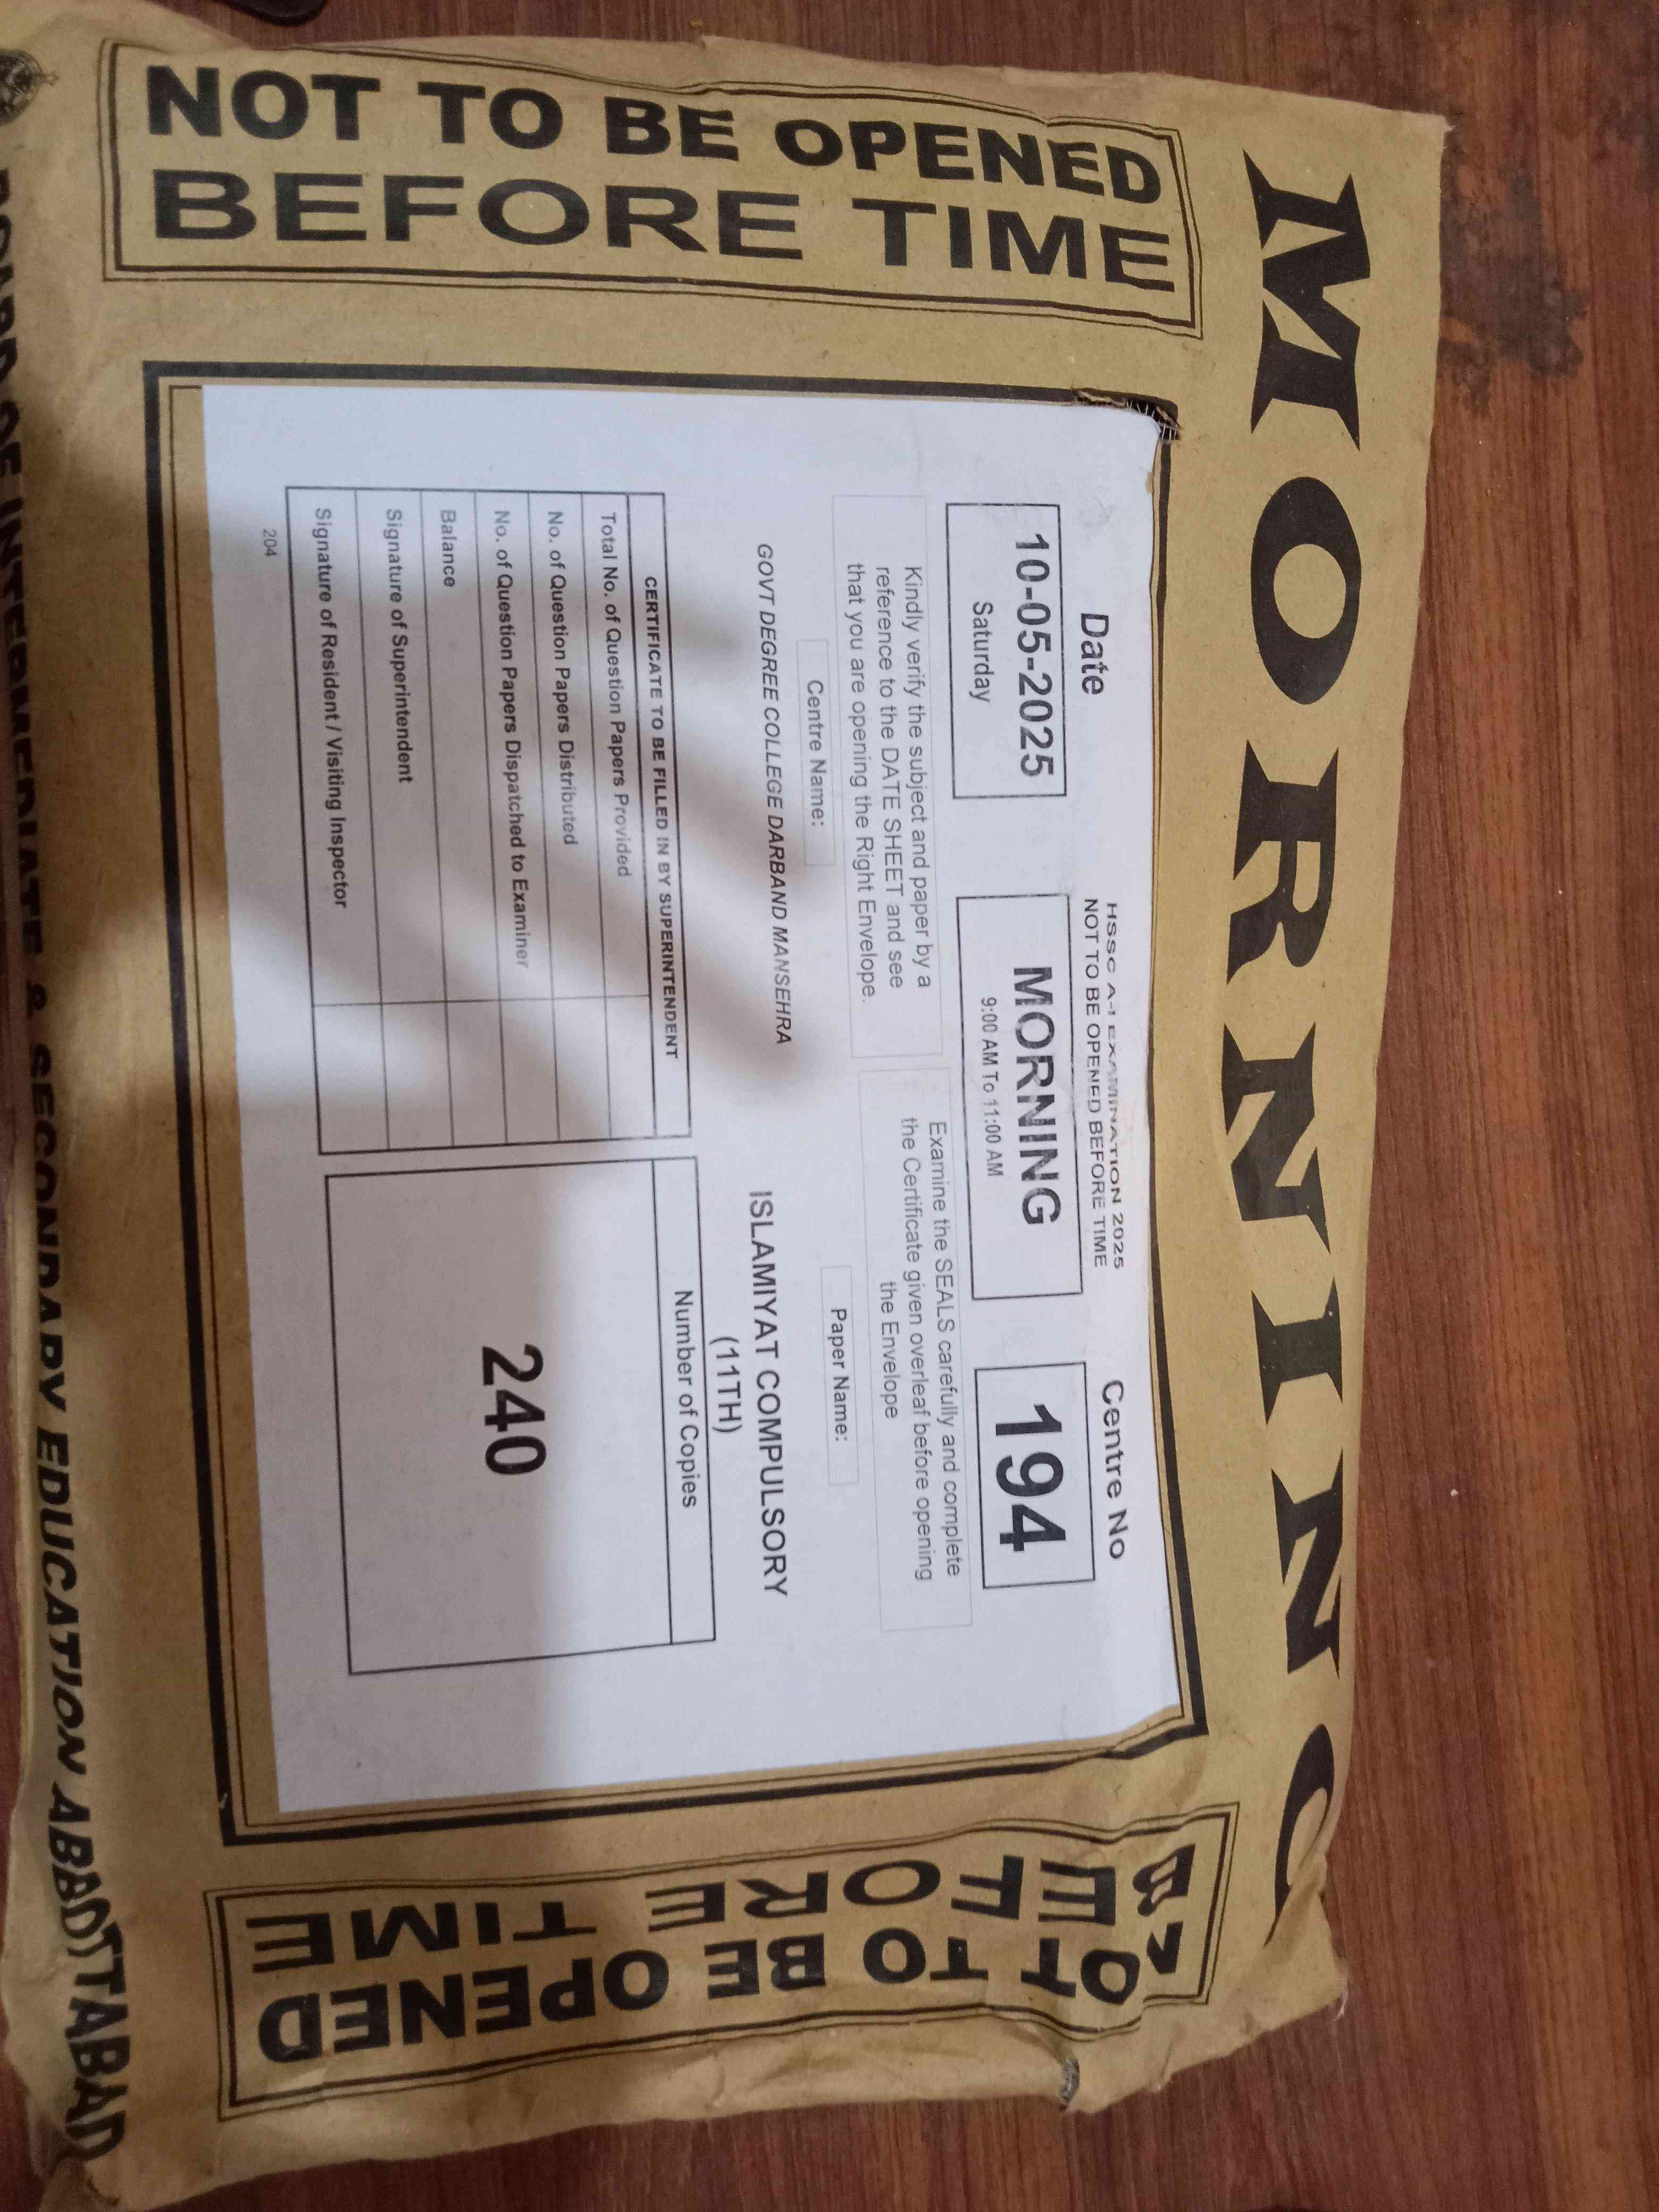 MORNING
NOT TO BE OPENED
BEFORE TIME
HSSC A-I EXAMINATION 2025
NOT TO BE OPENED BEFORE TIME
Date
Centre No
10-05-2025
Saturday
MORNING
9:00 AM To 11:00 AM
194
Kindly verify the subject and paper by a
reference to the DATE SHEET and see
that you are opening the Right Envelope.
Examine the SEALS carefully and complete
the Certificate given overleaf before opening
the Envelope
Centre Name:
Paper Name:
GOVT DEGREE COLLEGE DARBAND MANSEHRA
ISLAMIYAT COMPULSORY
(11TH)
CERTIFICATE TO BE FILLED IN BY SUPERINTENDENT
Total No. of Question Papers Provided
No. of Question Papers Distributed
No. of Question Papers Dispatched to Examiner
Balance
Signature of Superintendent
Signature of Resident / Visiting Inspector
Number of Copies
240
204
NOT TO BE OPENED
BEFORE TIME
BOARD OF INTERMEDIATE & SECONDARY EDUCATION ABBOTTABAD